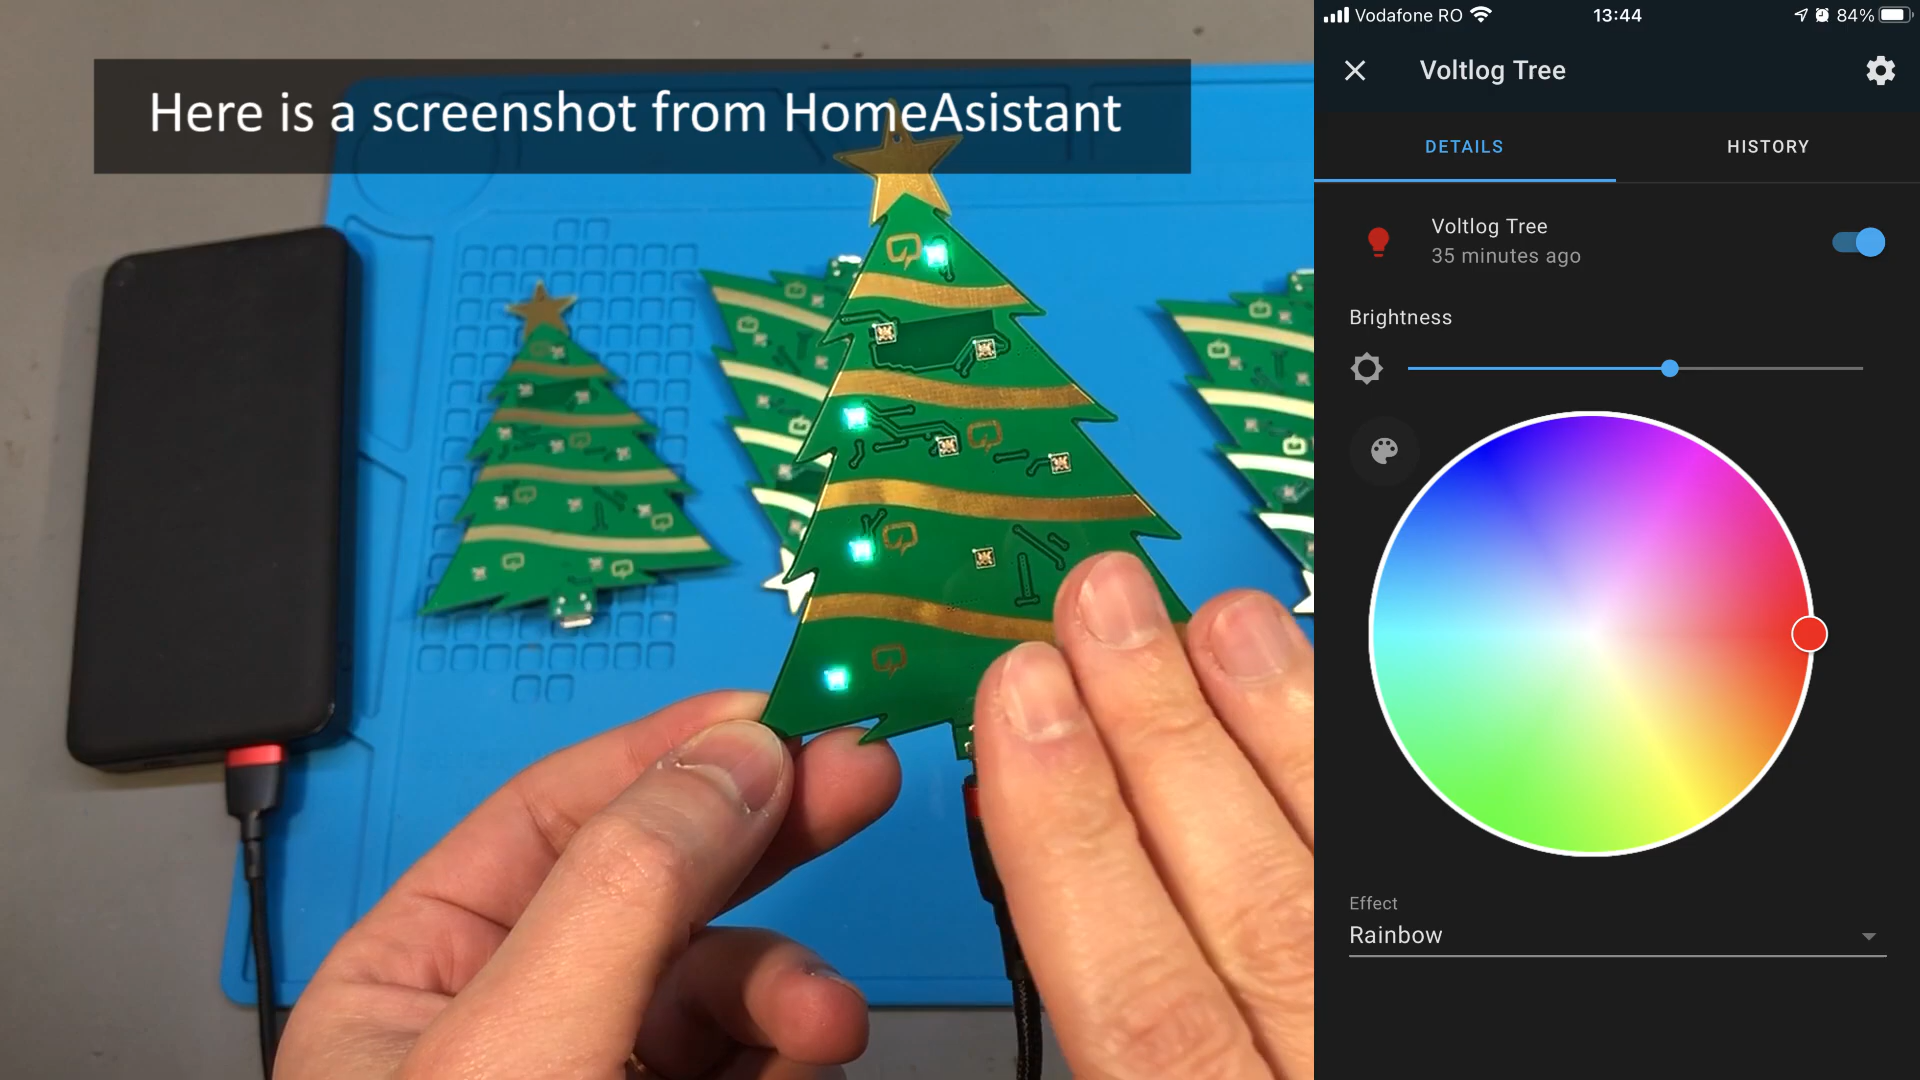 Here is a screenshot from HomeAsistant
Vodafone RO
13:44
84%
Voltlog Tree
DETAILS
HISTORY
Voltlog Tree
35 minutes ago
Brightness
Effect
Rainbow